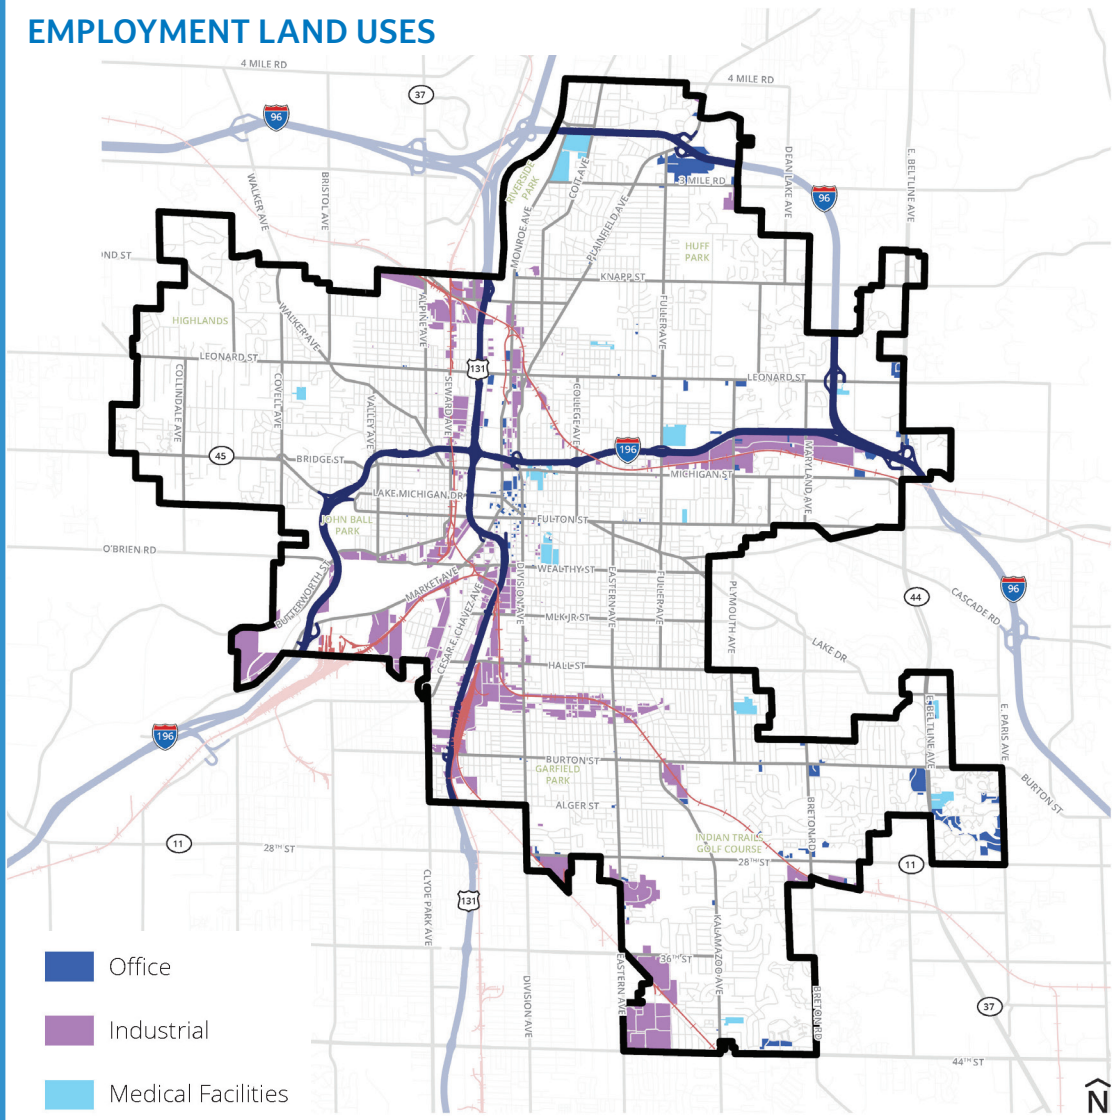 EMPLOYMENT LAND USES
4 MILE RD
4 MILE RD
37
96
WALKER AVE
BRISTOL AVE
RIVERSIDE
PARK
COIT AVE
3 MILE RD
DEAN LAKE AVE
E. BELTLINE AVE
96
MONROE AVE
PLAINFIELD AVE
HUFF
PARK
KNAPP ST
ND ST
HIGHLANDS
WALKER AVE
ALPINE AVE
FULLER AVE
LEONARD ST
131
LEONARD ST
COLLINDALE AVE
COVELL AVE
VALLEY AVE
SEWARD AVE
COLLEGE AVE
45
BRIDGE ST
196
MICHIGAN ST
MARYLAND AVE
LAKE MICHIGAN DR
JOHN BALL
PARK
FULTON ST
O'BRIEN RD
BUTTERWORTH ST
MARKET AVE
WEALTHY ST
DIVISION AVE
EASTERN AVE
FULLER AVE
PLYMOUTH AVE
44
96
CASCADE RD
CESAR E. CHAVEZ AVE
MLK JR ST
LAKE DR
HALL ST
196
E. BELTLINE AVE
E. PARIS AVE
BURTON ST
GARFIELD
PARK
BURTON ST
ALGER ST
BRETON RD
INDIAN TRAILS
GOLF COURSE
11
28TH ST
28TH ST
11
CLYDE PARK AVE
131
KALAMAZOO AVE
36TH ST
DIVISION AVE
EASTERN AVE
BRETON RD
37
44TH ST
Office
Industrial
Medical Facilities
N